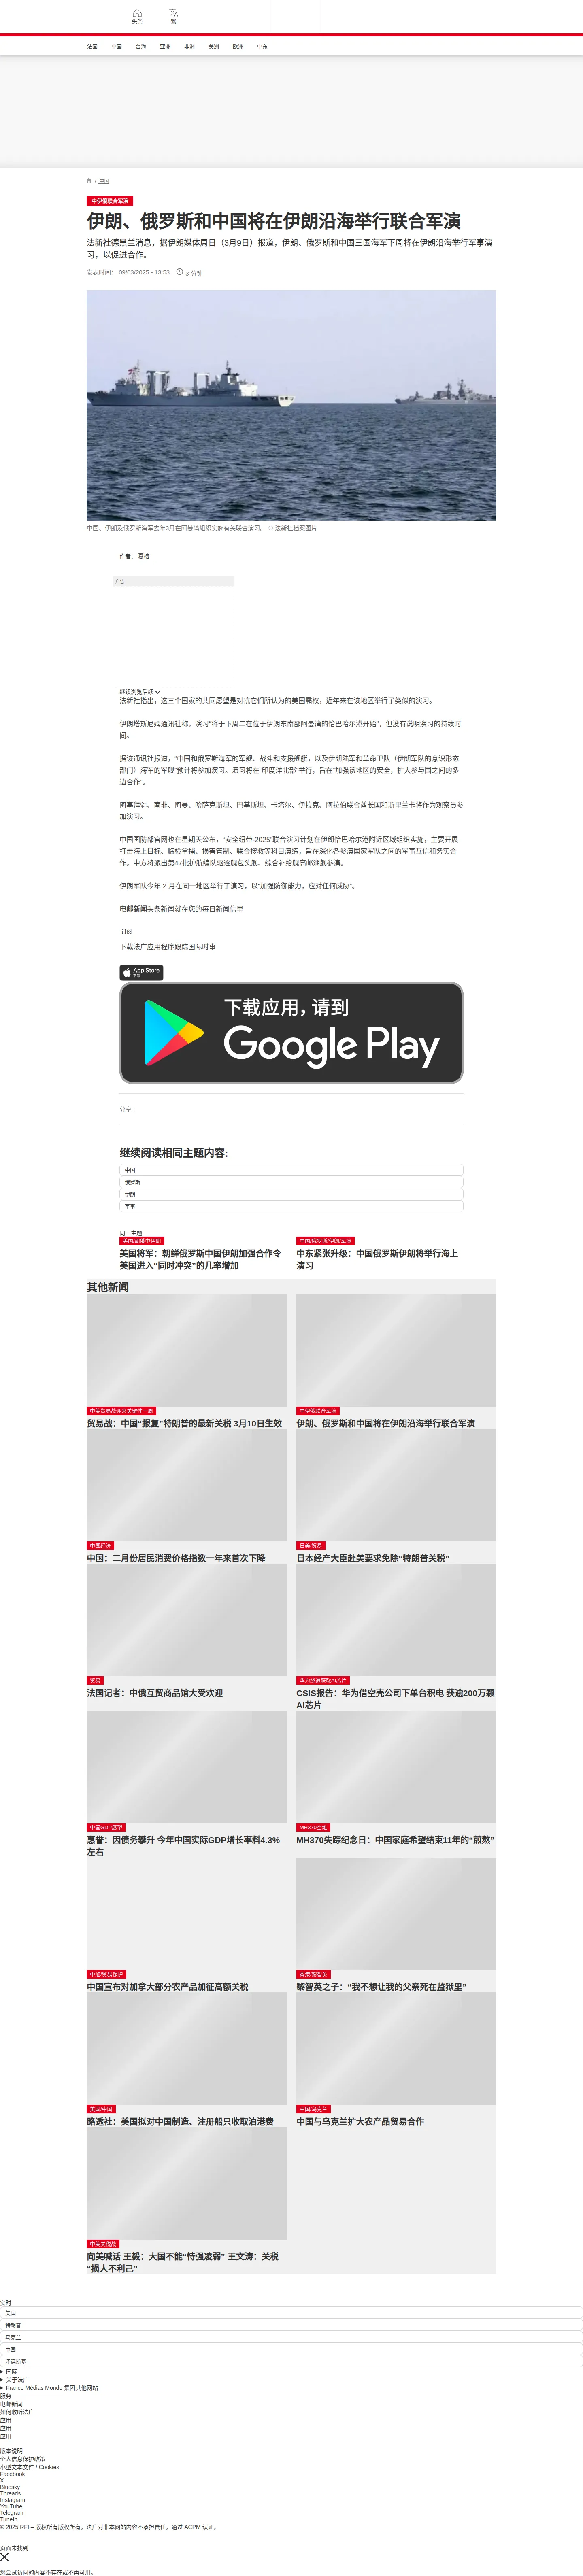 头条
繁
法国
中国
台海
亚洲
非洲
美洲
欧洲
中东
/ 中国
中伊俄联合军演
伊朗、俄罗斯和中国将在伊朗沿海举行联合军演
法新社德黑兰消息，据伊朗媒体周日（3月9日）报道，伊朗、俄罗斯和中国三国海军下周将在伊朗沿海举行军事演
习，以促进合作。
发表时间： 09/03/2025 - 13:53
3 分钟
中国、伊朗及俄罗斯海军去年3月在阿曼湾组织实施有关联合演习。 © 法新社档案图片
作者： 夏榕
广告
继续浏览后续
法新社指出，这三个国家的共同愿望是对抗它们所认为的美国霸权，近年来在该地区举行了类似的演习。
伊朗塔斯尼姆通讯社称，演习“将于下周二在位于伊朗东南部阿曼湾的恰巴哈尔港开始”，但没有说明演习的持续时
间。
据该通讯社报道，“中国和俄罗斯海军的军舰、战斗和支援舰艇，以及伊朗陆军和革命卫队（伊朗军队的意识形态
部门）海军的军舰”预计将参加演习。演习将在“印度洋北部”举行，旨在“加强该地区的安全，扩大参与国之间的多
边合作”。
阿塞拜疆、南非、阿曼、哈萨克斯坦、巴基斯坦、卡塔尔、伊拉克、阿拉伯联合酋长国和斯里兰卡将作为观察员参
加演习。
中国国防部官网也在星期天公布，“安全纽带-2025”联合演习计划在伊朗恰巴哈尔港附近区域组织实施，主要开展
打击海上目标、临检拿捕、损害管制、联合搜救等科目演练，旨在深化各参演国家军队之间的军事互信和务实合
作。中方将派出第47批护航编队驱逐舰包头舰、综合补给舰高邮湖舰参演。
伊朗军队今年 2 月在同一地区举行了演习，以“加强防御能力，应对任何威胁”。
电邮新闻头条新闻就在您的每日新闻信里
订阅
下载法广应用程序跟踪国际时事
App Store
下载
下载应用，请到
Google Play
分享 :
继续阅读相同主题内容:
中国
俄罗斯
伊朗
军事
同一主题
美国/朝俄中伊朗
美国将军：朝鲜俄罗斯中国伊朗加强合作令
美国进入“同时冲突”的几率增加
中国/俄罗斯/伊朗/军演
中东紧张升级：中国俄罗斯伊朗将举行海上
演习
其他新闻
中美贸易战迎来关键性一周
贸易战：中国“报复”特朗普的最新关税 3月10日生效
中伊俄联合军演
伊朗、俄罗斯和中国将在伊朗沿海举行联合军演
中国经济
中国：二月份居民消费价格指数一年来首次下降
日美/贸易
日本经产大臣赴美要求免除“特朗普关税”
贸易
法国记者：中俄互贸商品馆大受欢迎
华为绕道获取AI芯片
CSIS报告：华为借空壳公司下单台积电 获逾200万颗
AI芯片
中国GDP展望
惠誉：因债务攀升 今年中国实际GDP增长率料4.3%
左右
MH370空难
MH370失踪纪念日：中国家庭希望结束11年的“煎熬”
中加/贸易保护
中国宣布对加拿大部分农产品加征高额关税
香港/黎智英
黎智英之子：“我不想让我的父亲死在监狱里”
美国/中国
路透社：美国拟对中国制造、注册船只收取泊港费
中国/乌克兰
中国与乌克兰扩大农产品贸易合作
中美关税战
向美喊话 王毅：大国不能“恃强凌弱” 王文涛：关税
“损人不利己”
实时
美国
特朗普
乌克兰
中国
泽连斯基
国际
关于法广
France Médias Monde 集团其他网站
服务
电邮新闻
如何收听法广
应用
应用
应用
版本说明
个人信息保护政策
小型文本文件 / Cookies
Facebook
X
Bluesky
Threads
Instagram
YouTube
Telegram
TuneIn
© 2025 RFI – 版权所有版权所有。法广对非本网站内容不承担责任。通过 ACPM 认证。
页面未找到
您尝试访问的内容不存在或不再可用。